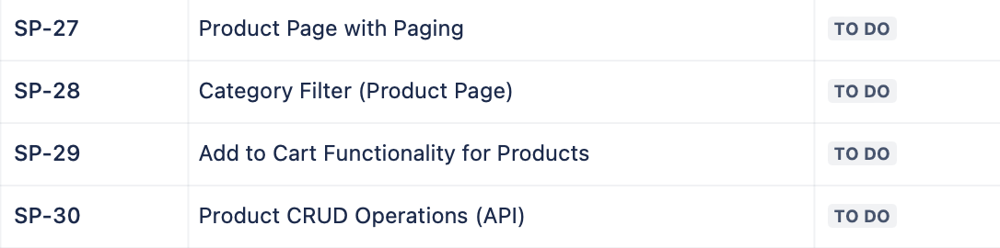 SP-27 Product Page with Paging TO DO
SP-28 Category Filter (Product Page) TO DO
SP-29 Add to Cart Functionality for Products TO DO
SP-30 Product CRUD Operations (API) TO DO